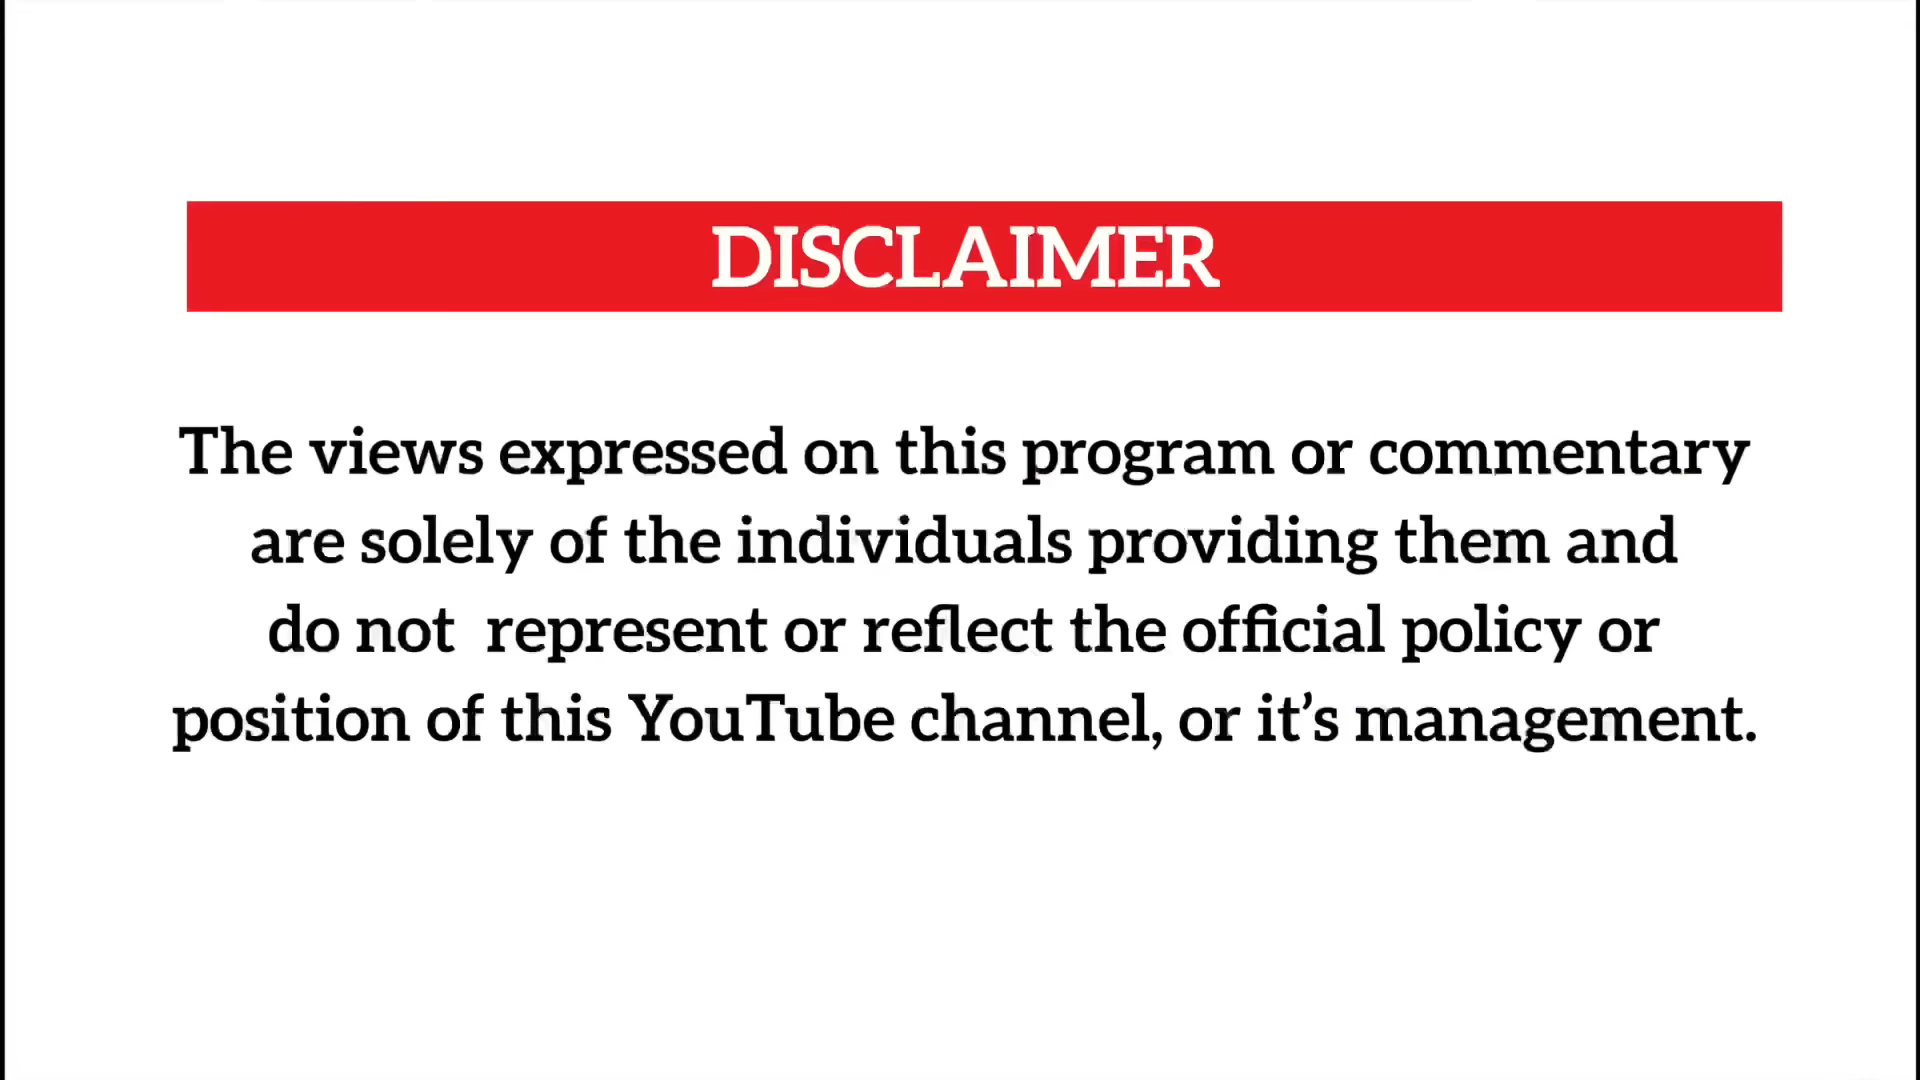 DISCLAIMER
The views expressed on this program or commentary
are solely of the individuals providing them and
do not  represent or reflect the official policy or
position of this YouTube channel, or it’s management.